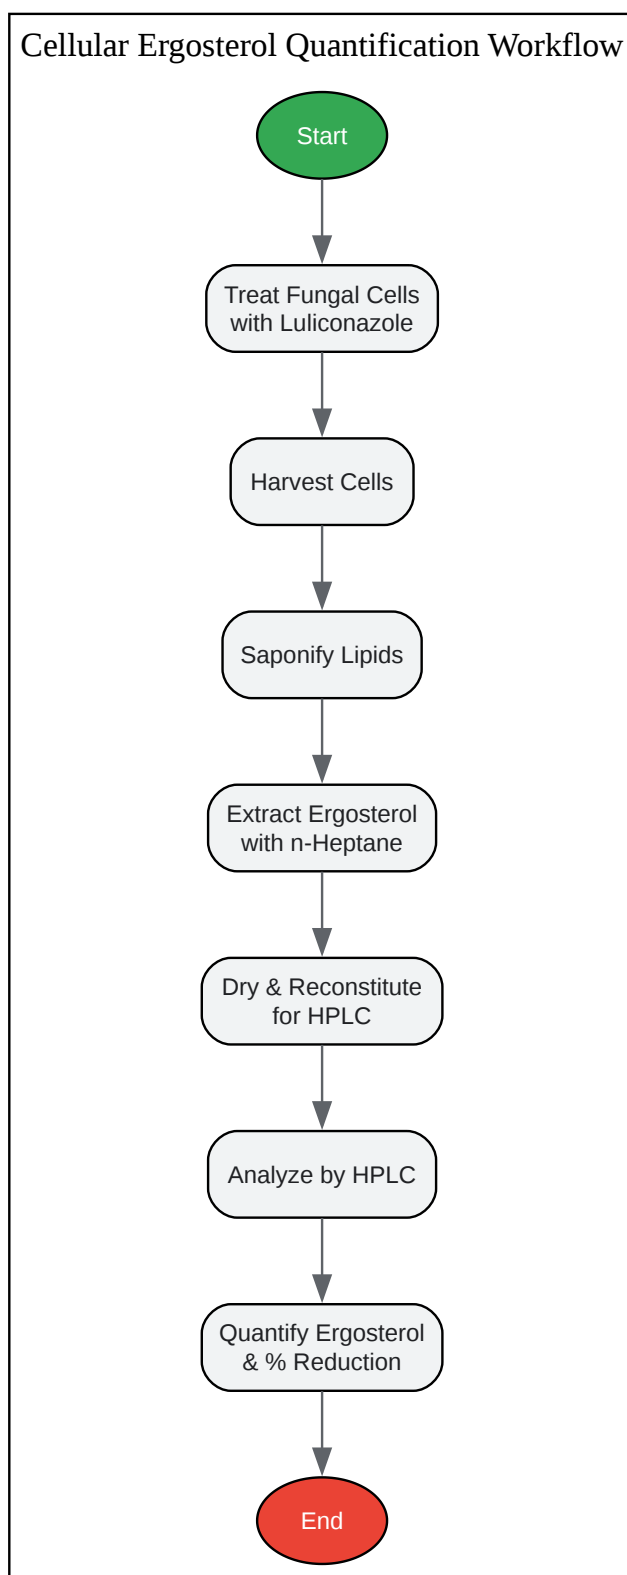 Cellular Ergosterol Quantification Workflow
Start
Treat Fungal Cells
with Luliconazole
Harvest Cells
Saponify Lipids
Extract Ergosterol
with n-Heptane
Dry & Reconstitute
for HPLC
Analyze by HPLC
Quantify Ergosterol
& % Reduction
End